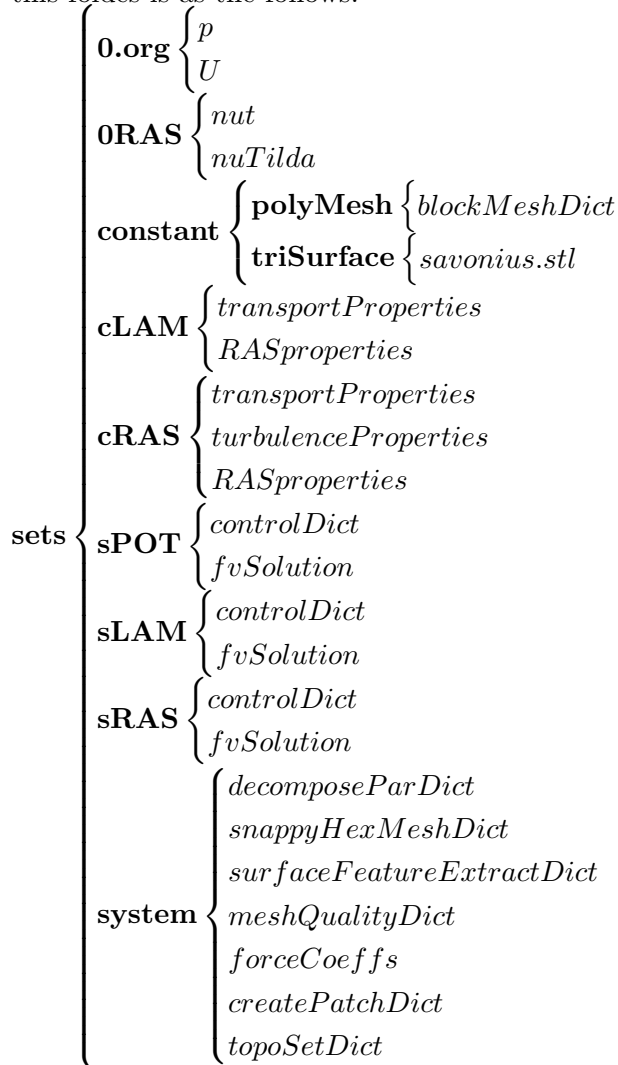 this foldes is as the follows:
0.org
p
U
0RAS
nut
nuTilda
constant
polyMesh
blockMeshDict
triSurface
savonius.stl
cLAM
transportProperties
RASproperties
cRAS
transportProperties
turbulenceProperties
RASproperties
sets
sPOT
controlDict
fvSolution
sLAM
controlDict
fvSolution
sRAS
controlDict
fvSolution
system
decomposeParDict
snappyHexMeshDict
surfaceFeatureExtractDict
meshQualityDict
forceCoeffs
createPatchDict
topoSetDict